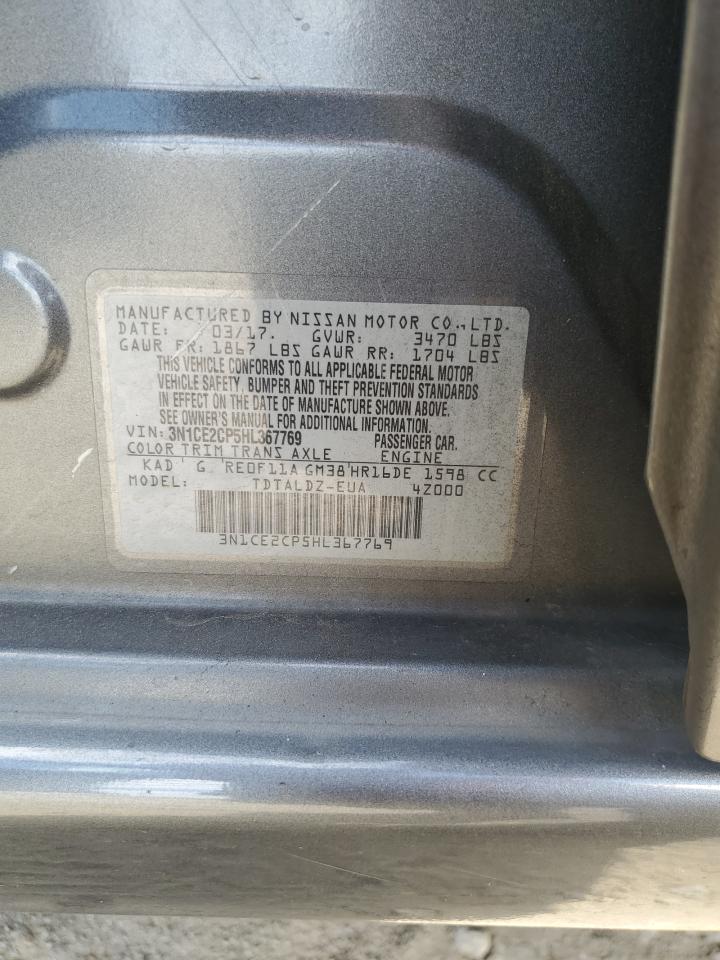 MANUFACTURED BY NISSAN MOTOR CO.,LTD.
DATE: 03/17. GVWR: 3470 LBS
GAWR FR: 1867 LBS GAWR RR: 1704 LBS
THIS VEHICLE CONFORMS TO ALL APPLICABLE FEDERAL MOTOR
VEHICLE SAFETY, BUMPER AND THEFT PREVENTION STANDARDS
IN EFFECT ON THE DATE OF MANUFACTURE SHOWN ABOVE.
SEE OWNER'S MANUAL FOR ADDITIONAL INFORMATION.
VIN: 3N1CE2CP5HL367769 PASSENGER CAR.
COLOR TRIM TRANS AXLE ENGINE
KAD G RE0F11A GM38 HR16DE 1598 CC
MODEL: TDTALDZ-EUA 4Z000
3N1CE2CP5HL367769